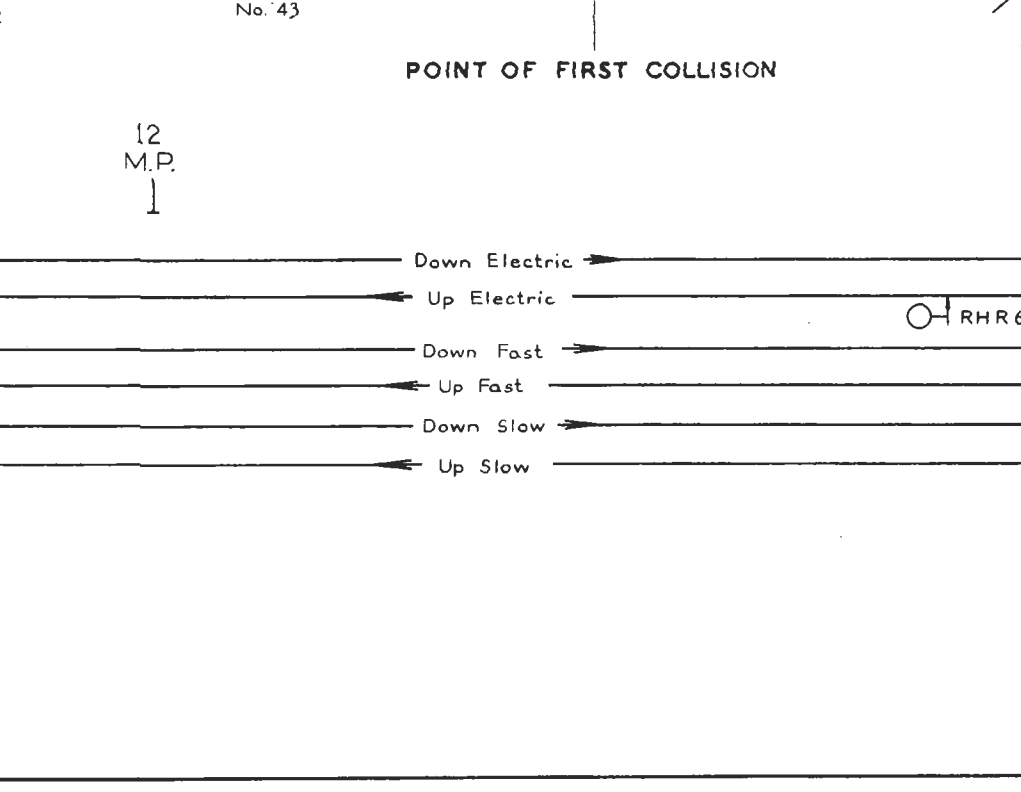 No. 43
POINT OF FIRST COLLISION
12
M.P.
Down Electric
Up Electric
RHR
Down Fast
Up Fast
Down Slow
Up Slow